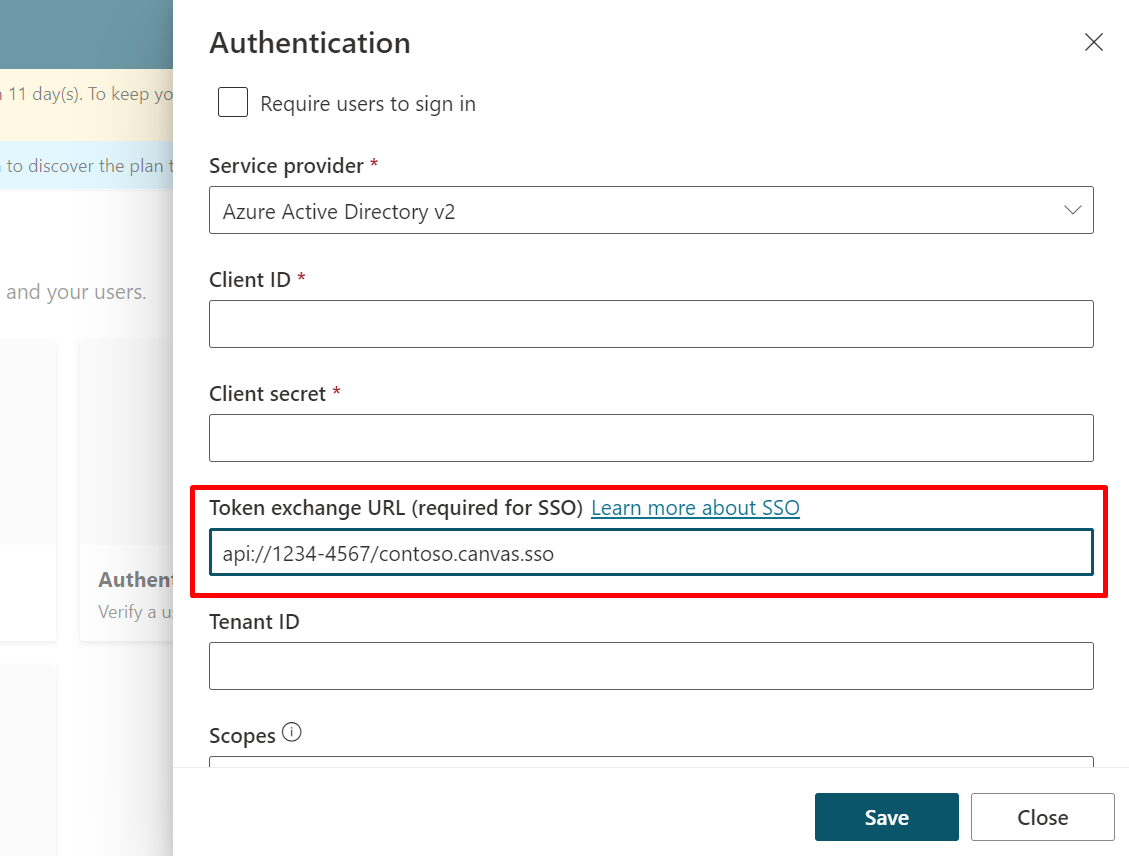 Authentication
11 day(s). To keep yo
Require users to sign in
to discover the plan t
Service provider *
Azure Active Directory v2
Client ID *
and your users.
Client secret *
Token exchange URL (required for SSO) Learn more about SSO
api://1234-4567/contoso.canvas.sso
Authent
Verify a us
Tenant ID
Scopes
Save
Close